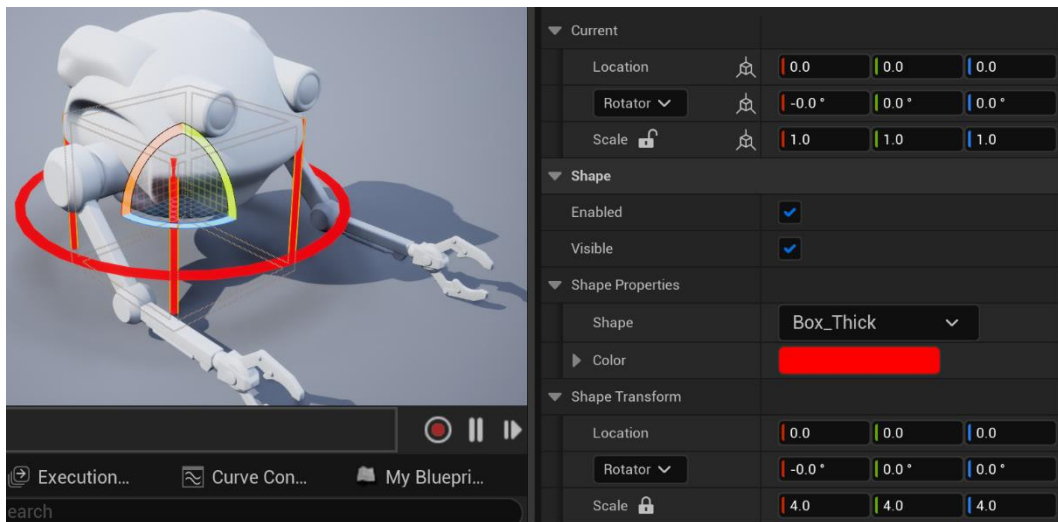 Current
Location 0.0 0.0 0.0
Rotator -0.0 ° 0.0 ° 0.0 °
Scale 1.0 1.0 1.0
Shape
Enabled
Visible
Shape Properties
Shape Box_Thick
Color
Shape Transform
Location 0.0 0.0 0.0
Rotator -0.0 ° 0.0 ° 0.0 °
Scale 4.0 4.0 4.0
Execution... Curve Con... My Bluepri...
earch